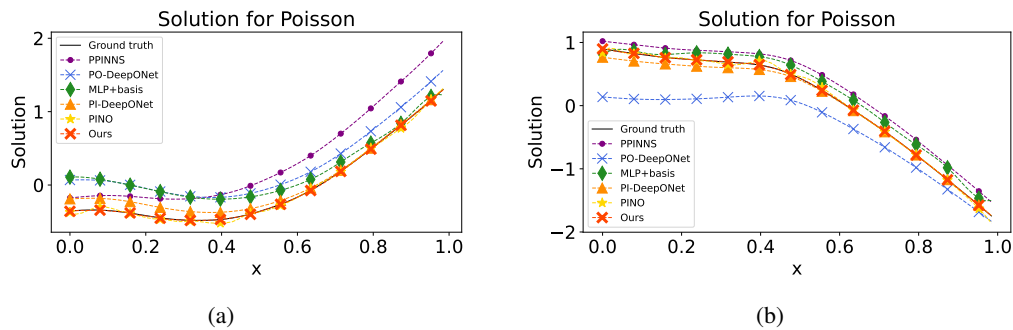 Solution for Poisson
2
1
0
Solution
0.0 0.2 0.4 0.6 0.8 1.0
x
Ground truth
PPINNS
PO-DeepONet
MLP+basis
PI-DeepONet
PINO
Ours
(a)
Solution for Poisson
1
0
−1
−2
Solution
0.0 0.2 0.4 0.6 0.8 1.0
x
Ground truth
PPINNS
PO-DeepONet
MLP+basis
PI-DeepONet
PINO
Ours
(b)